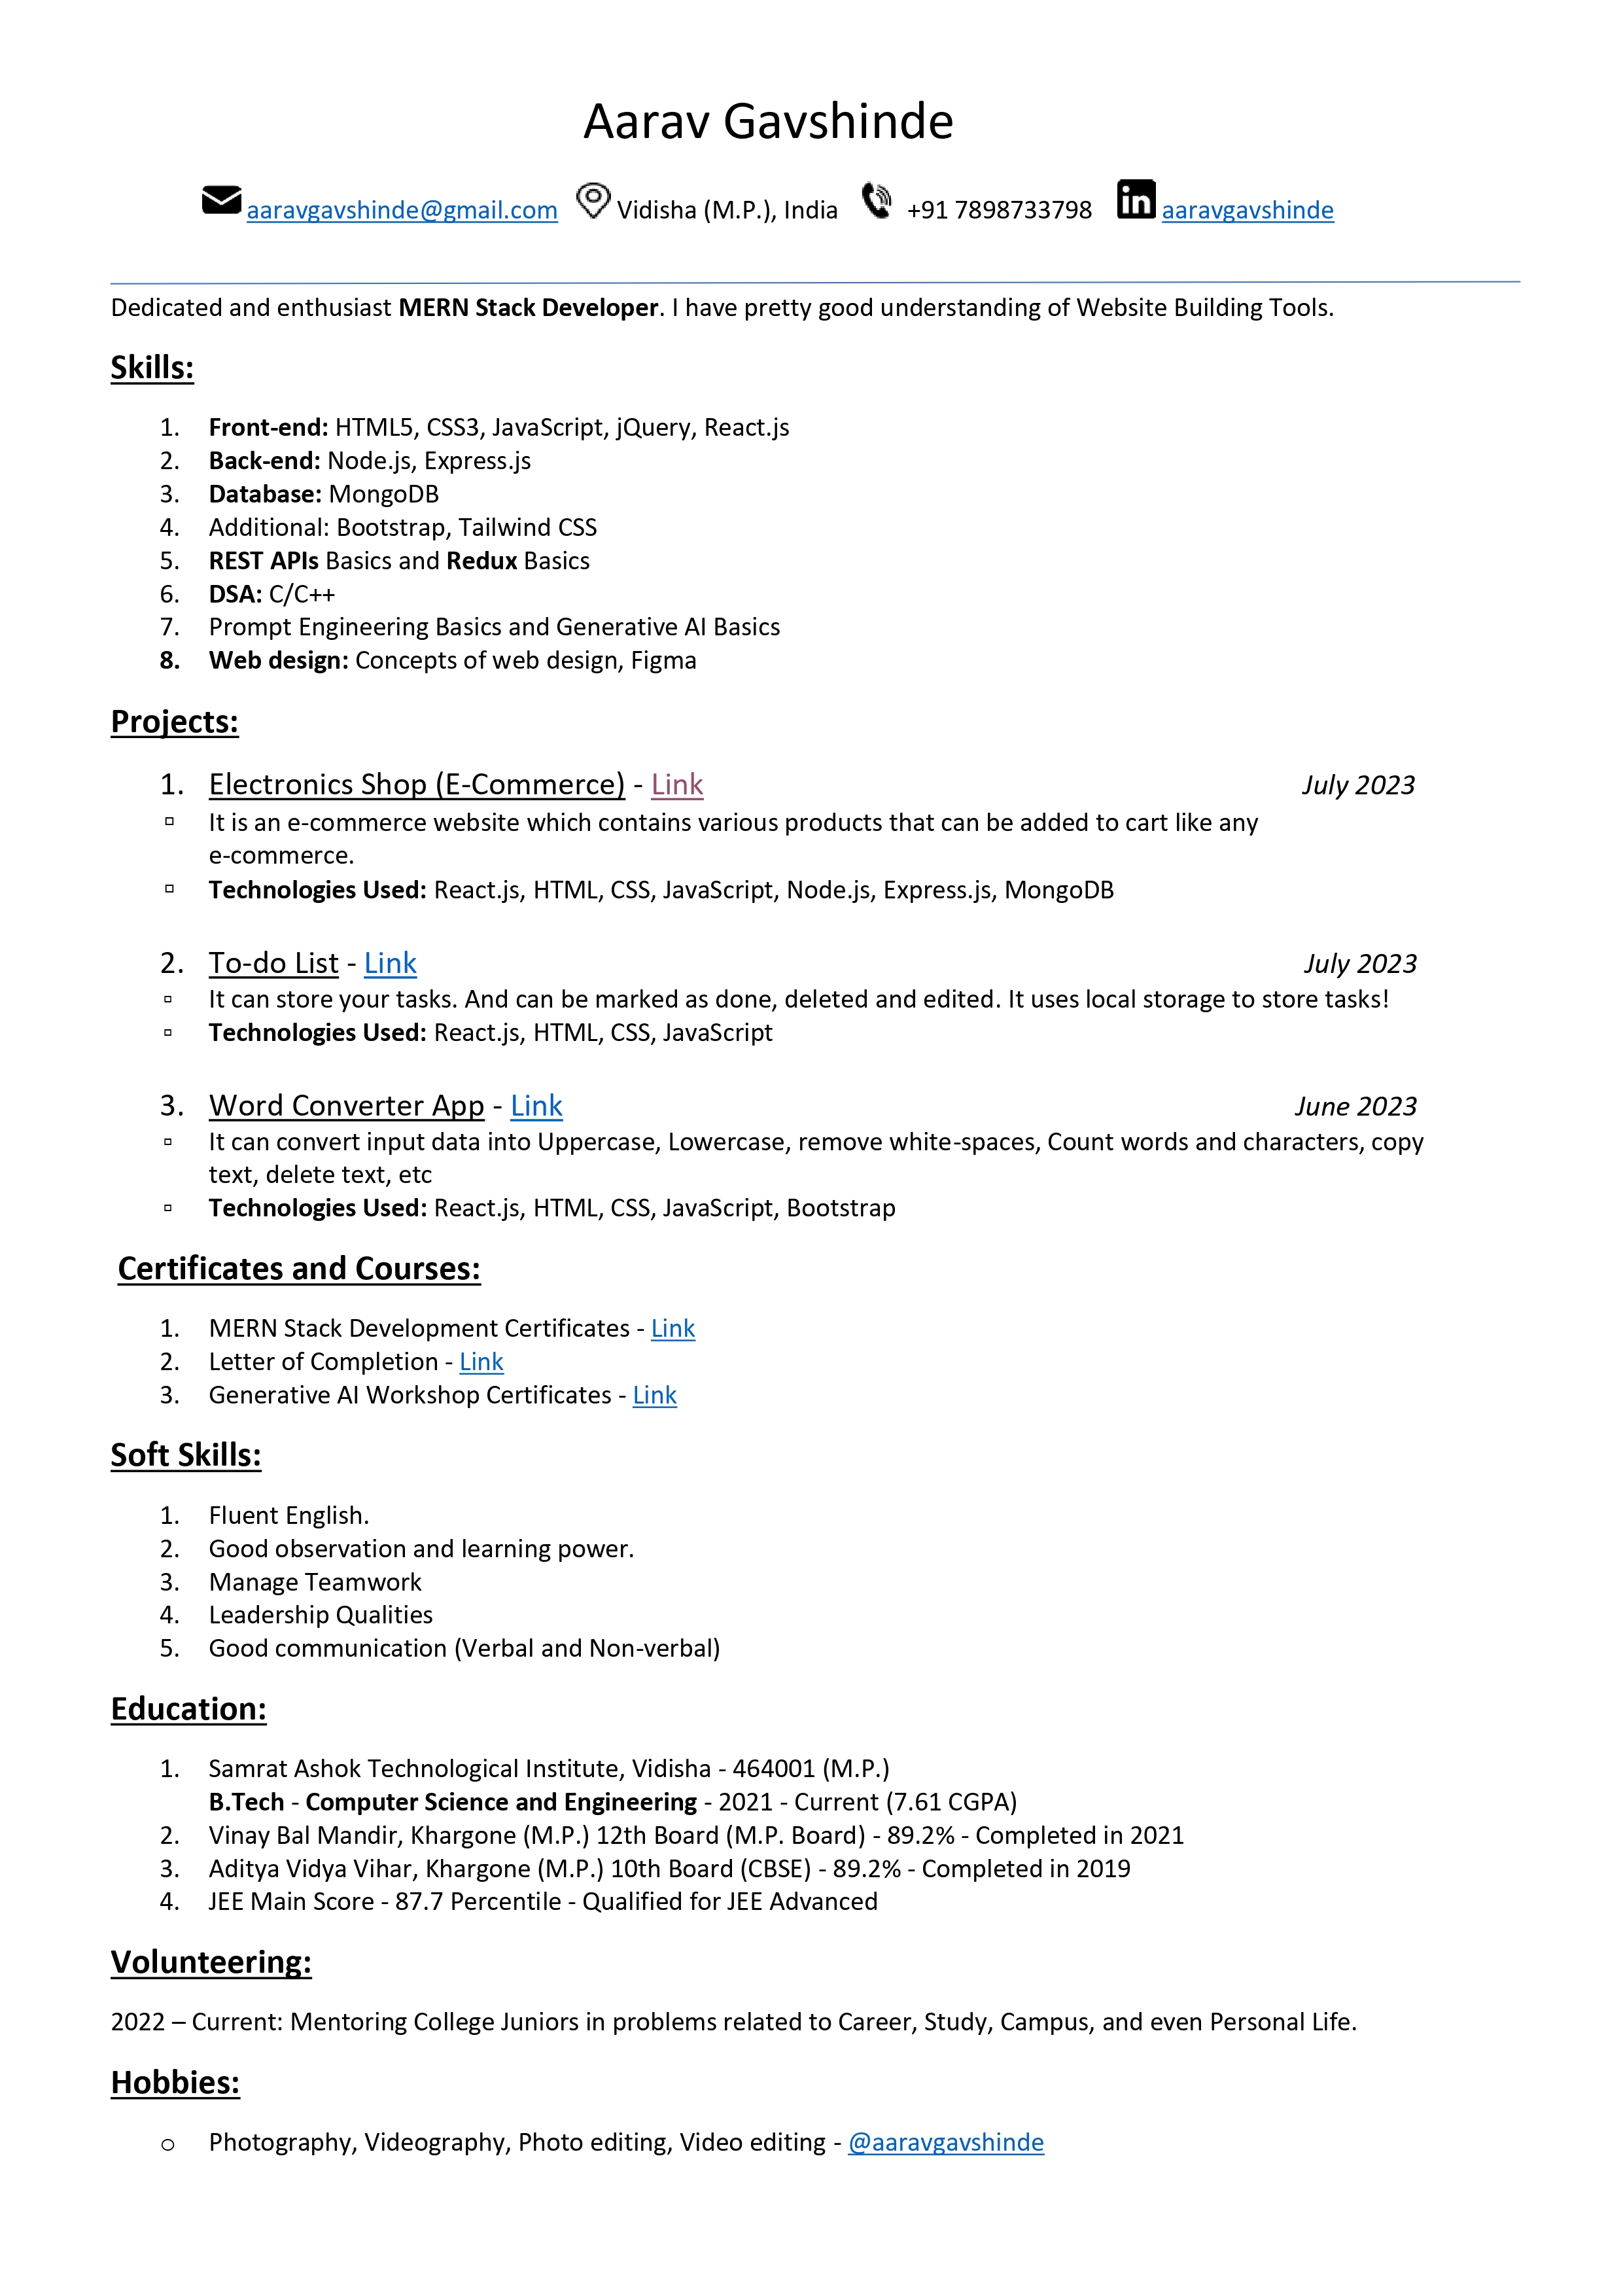 Aarav Gavshinde
aaravgavshinde@gmail.com Vidisha (M.P.), India +91 7898733798 in aaravgavshinde
Dedicated and enthusiast MERN Stack Developer. I have pretty good understanding of Website Building Tools.
Skills:
1. Front-end: HTML5, CSS3, JavaScript, jQuery, React.js
2. Back-end: Node.js, Express.js
3. Database: MongoDB
4. Additional: Bootstrap, Tailwind CSS
5. REST APIs Basics and Redux Basics
6. DSA: C/C++
7. Prompt Engineering Basics and Generative AI Basics
8. Web design: Concepts of web design, Figma
Projects:
1. Electronics Shop (E-Commerce) - Link July 2023
▫ It is an e-commerce website which contains various products that can be added to cart like any
e-commerce.
▫ Technologies Used: React.js, HTML, CSS, JavaScript, Node.js, Express.js, MongoDB
2. To-do List - Link July 2023
▫ It can store your tasks. And can be marked as done, deleted and edited. It uses local storage to store tasks!
▫ Technologies Used: React.js, HTML, CSS, JavaScript
3. Word Converter App - Link June 2023
▫ It can convert input data into Uppercase, Lowercase, remove white-spaces, Count words and characters, copy
text, delete text, etc
▫ Technologies Used: React.js, HTML, CSS, JavaScript, Bootstrap
Certificates and Courses:
1. MERN Stack Development Certificates - Link
2. Letter of Completion - Link
3. Generative AI Workshop Certificates - Link
Soft Skills:
1. Fluent English.
2. Good observation and learning power.
3. Manage Teamwork
4. Leadership Qualities
5. Good communication (Verbal and Non-verbal)
Education:
1. Samrat Ashok Technological Institute, Vidisha - 464001 (M.P.)
B.Tech - Computer Science and Engineering - 2021 - Current (7.61 CGPA)
2. Vinay Bal Mandir, Khargone (M.P.) 12th Board (M.P. Board) - 89.2% - Completed in 2021
3. Aditya Vidya Vihar, Khargone (M.P.) 10th Board (CBSE) - 89.2% - Completed in 2019
4. JEE Main Score - 87.7 Percentile - Qualified for JEE Advanced
Volunteering:
2022 – Current: Mentoring College Juniors in problems related to Career, Study, Campus, and even Personal Life.
Hobbies:
o Photography, Videography, Photo editing, Video editing - @aaravgavshinde